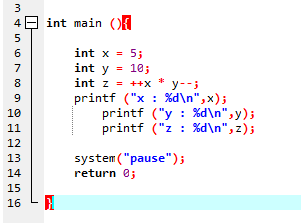 3
4 int main (){
5
6 int x = 5;
7 int y = 10;
8 int z = ++x * y--;
9 printf ("x : %d\n",x);
10 printf ("y : %d\n",y);
11 printf ("z : %d\n",z);
12
13 system("pause");
14 return 0;
15
16 }